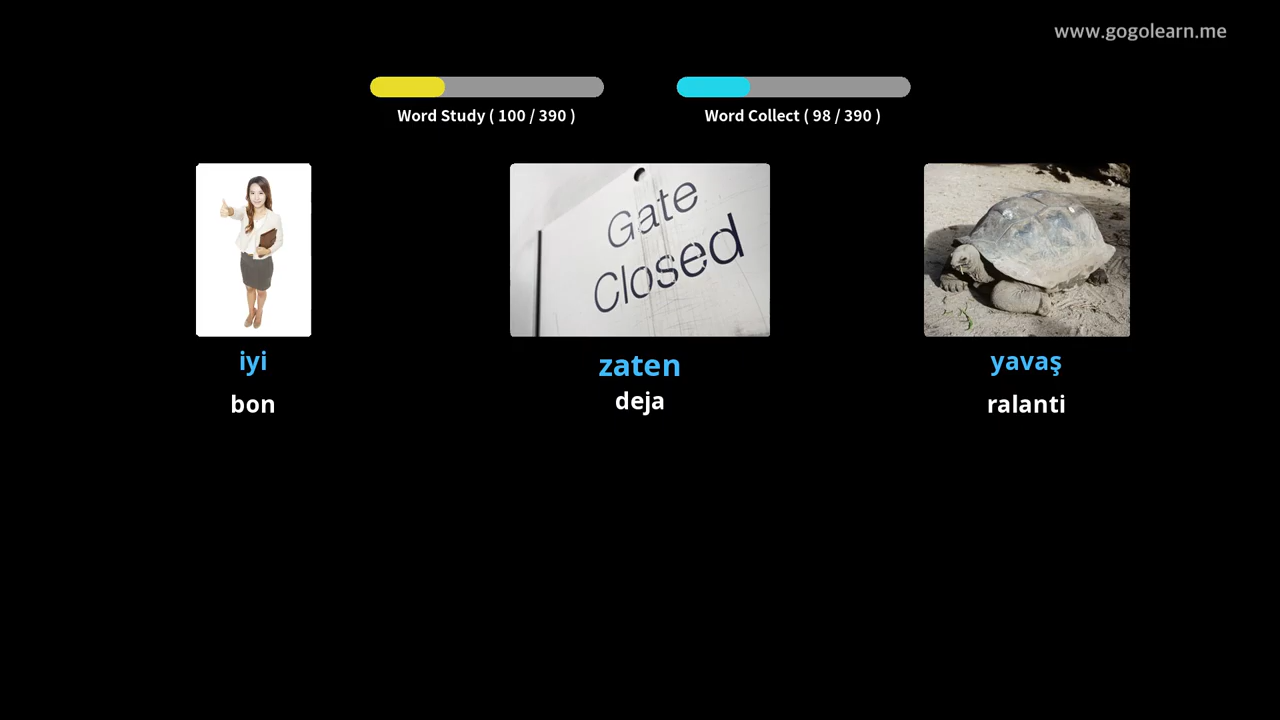 www.gogolearn.me
Word Study ( 100 / 390 )
Word Collect ( 98 / 390 )
Gate
Closed
iyi
zaten
yavaş
bon
deja
ralanti